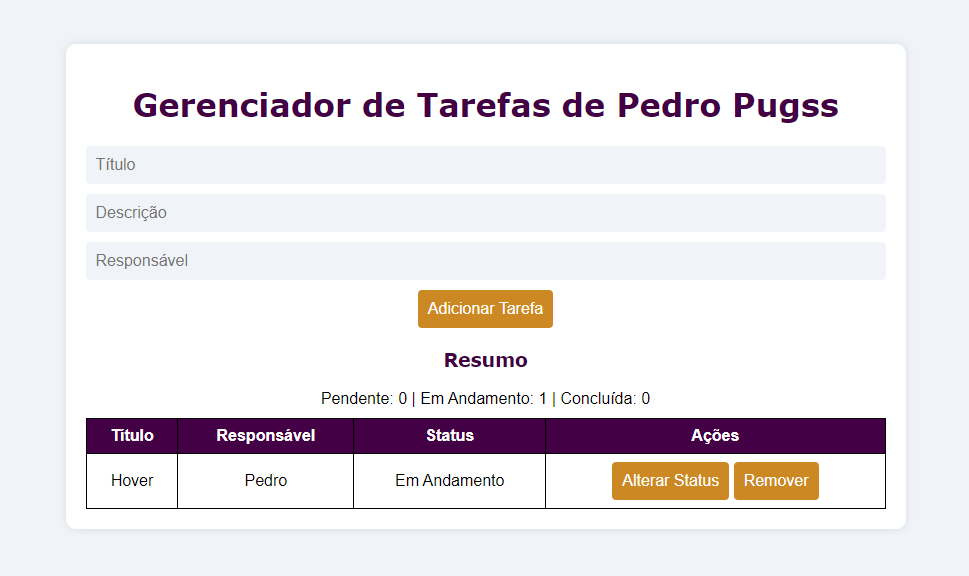 Gerenciador de Tarefas de Pedro Pugss
Título
Descrição
Responsável
Adicionar Tarefa
Resumo
Pendente: 0 | Em Andamento: 1 | Concluída: 0
Título Responsável Status Ações
Hover Pedro Em Andamento Alterar Status Remover